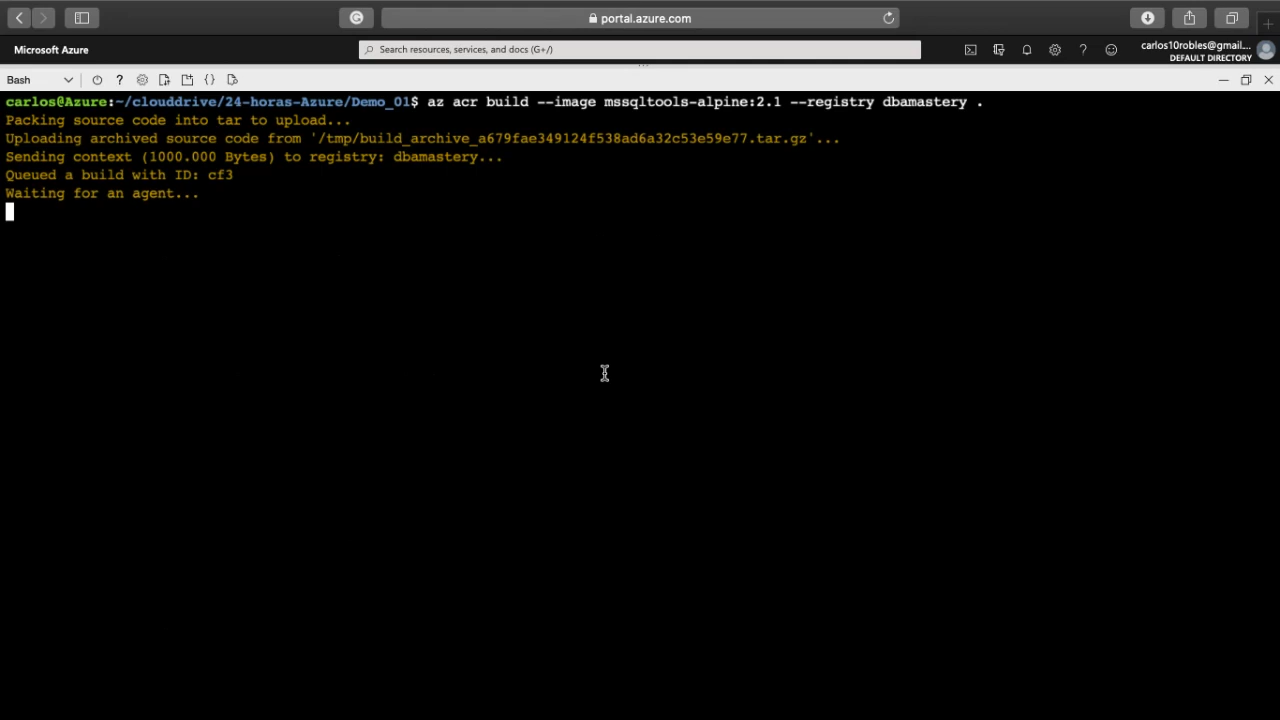 portal.azure.com
Microsoft Azure
Search resources, services, and docs (G+/)
carlos10robles@gmail....
DEFAULT DIRECTORY
Bash
carlos@Azure:~/clouddrive/24-horas-Azure/Demo_01$ az acr build --image mssqltools-alpine:2.1 --registry dbamastery .
Packing source code into tar to upload...
Uploading archived source code from '/tmp/build_archive_a679fae349124f538ad6a32c53e59e77.tar.gz'...
Sending context (1000.000 Bytes) to registry: dbamastery...
Queued a build with ID: cf3
Waiting for an agent...